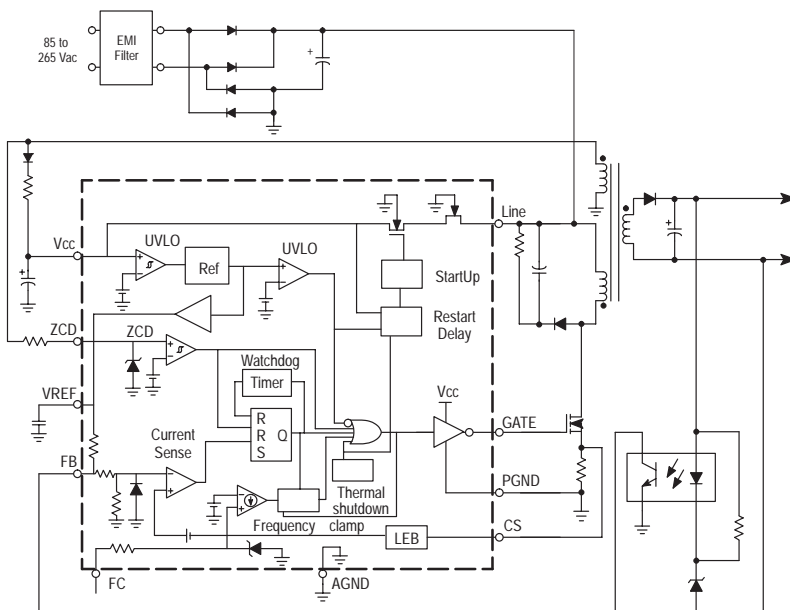 85 to
265 Vac
EMI
Filter
+
Line
Vcc
UVLO
UVLO
Ref
StartUp
Restart
Delay
ZCD
ZCD
Watchdog
Timer
Vcc
VREF
R
R
S
Q
GATE
Current
Sense
FB
Thermal
shutdown
PGND
Frequency clamp
LEB
CS
FC
AGND